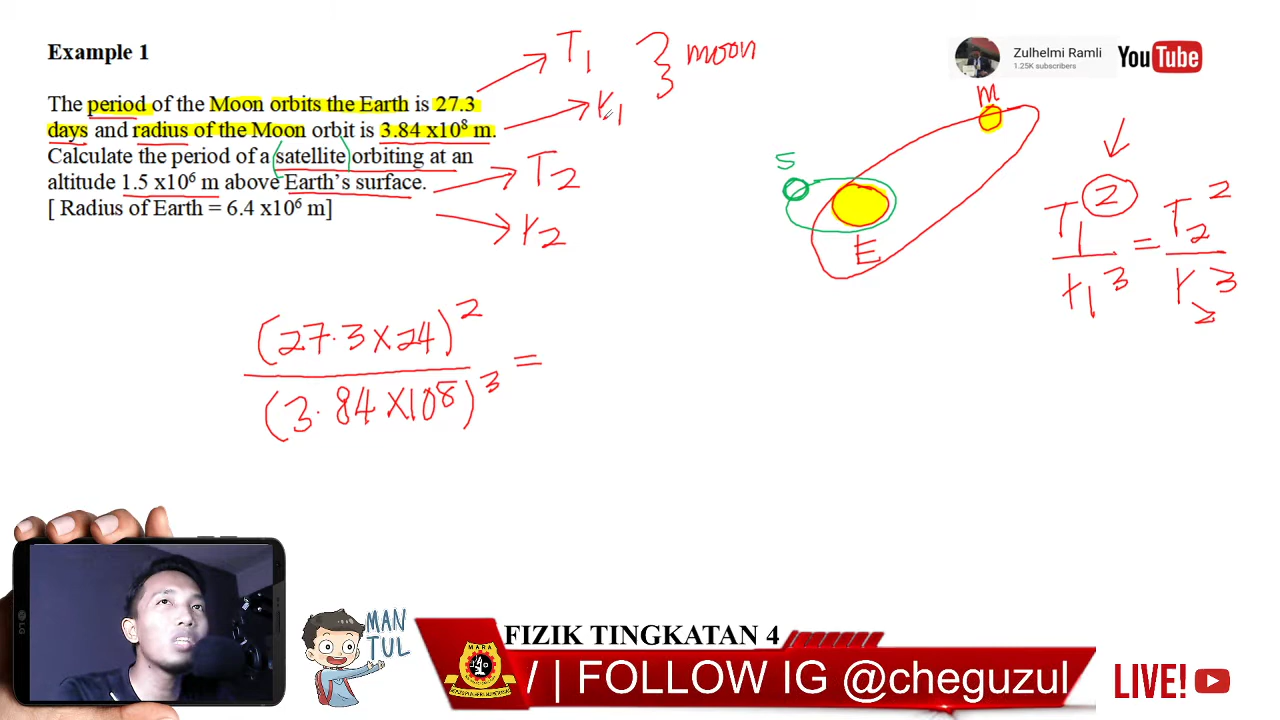 Example 1
The period of the Moon orbits the Earth is 27.3
days and radius of the Moon orbit is 3.84 x10⁸ m.
Calculate the period of a satellite orbiting at an
altitude 1.5 x10⁶ m above Earth's surface.
[ Radius of Earth = 6.4 x10⁶ m]
T₁
r₁
} moon
T₂
r₂
Zulhelmi Ramli
1.25K subscribers
YouTube
m
S
E
T₁² / r₁³ = T₂² / r₂³
(27.3 x 24)² / (3.84 x 10⁸)³ =
LG
MAN
TUL
FIZIK TINGKATAN 4
MARA
V | FOLLOW IG @cheguzul
LIVE!